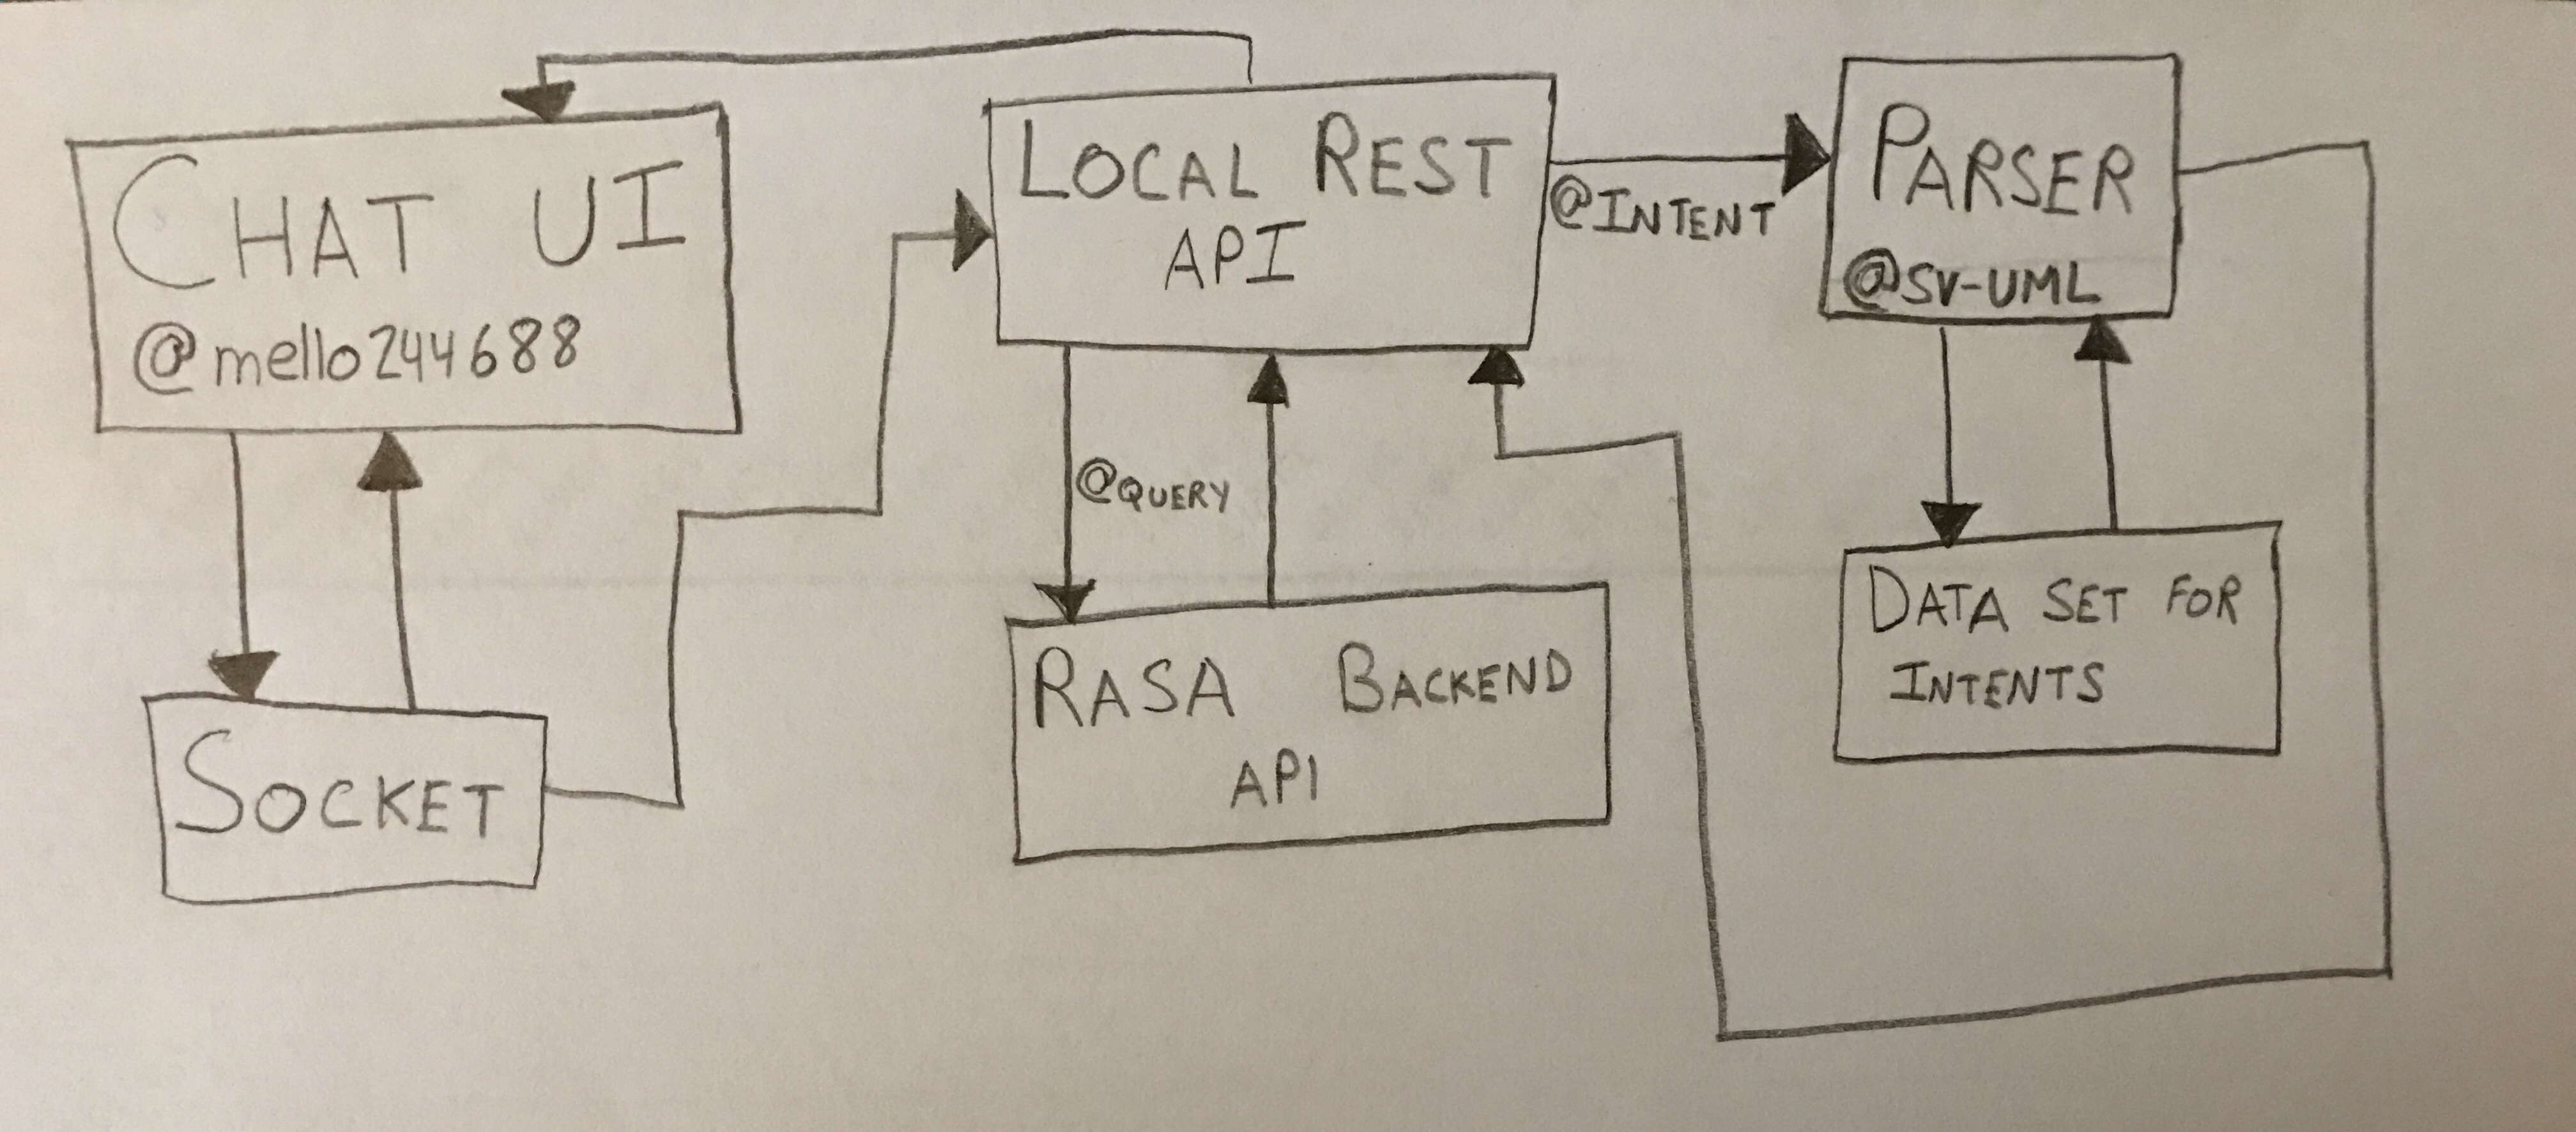 CHAT UI
@mello244688
SOCKET
LOCAL REST
API
@QUERY
RASA BACKEND
API
@INTENT
PARSER
@SV-UML
DATA SET FOR
INTENTS